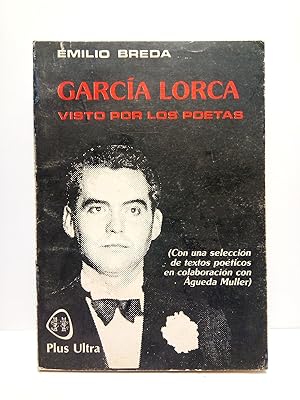 EMILIO BREDA
GARCÍA LORCA
VISTO POR LOS POETAS
(Con una selección
de textos poéticos
en colaboración con
Águeda Muller)
Plus Ultra